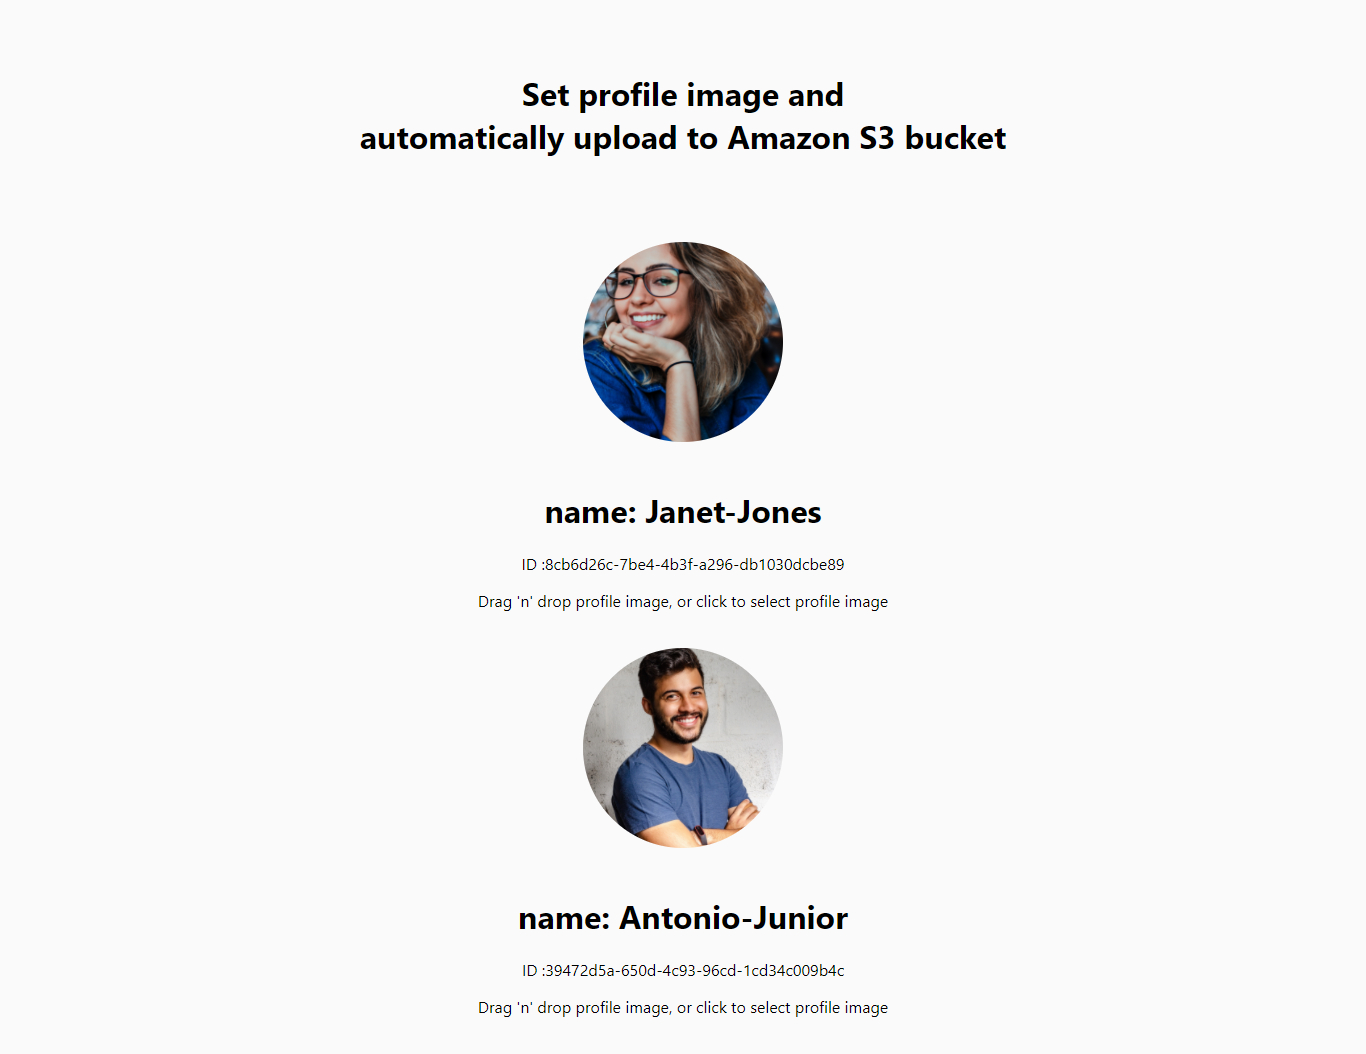 Set profile image and
automatically upload to Amazon S3 bucket
name: Janet-Jones
ID :8cb6d26c-7be4-4b3f-a296-db1030dcbe89
Drag 'n' drop profile image, or click to select profile image
name: Antonio-Junior
ID :39472d5a-650d-4c93-96cd-1cd34c009b4c
Drag 'n' drop profile image, or click to select profile image